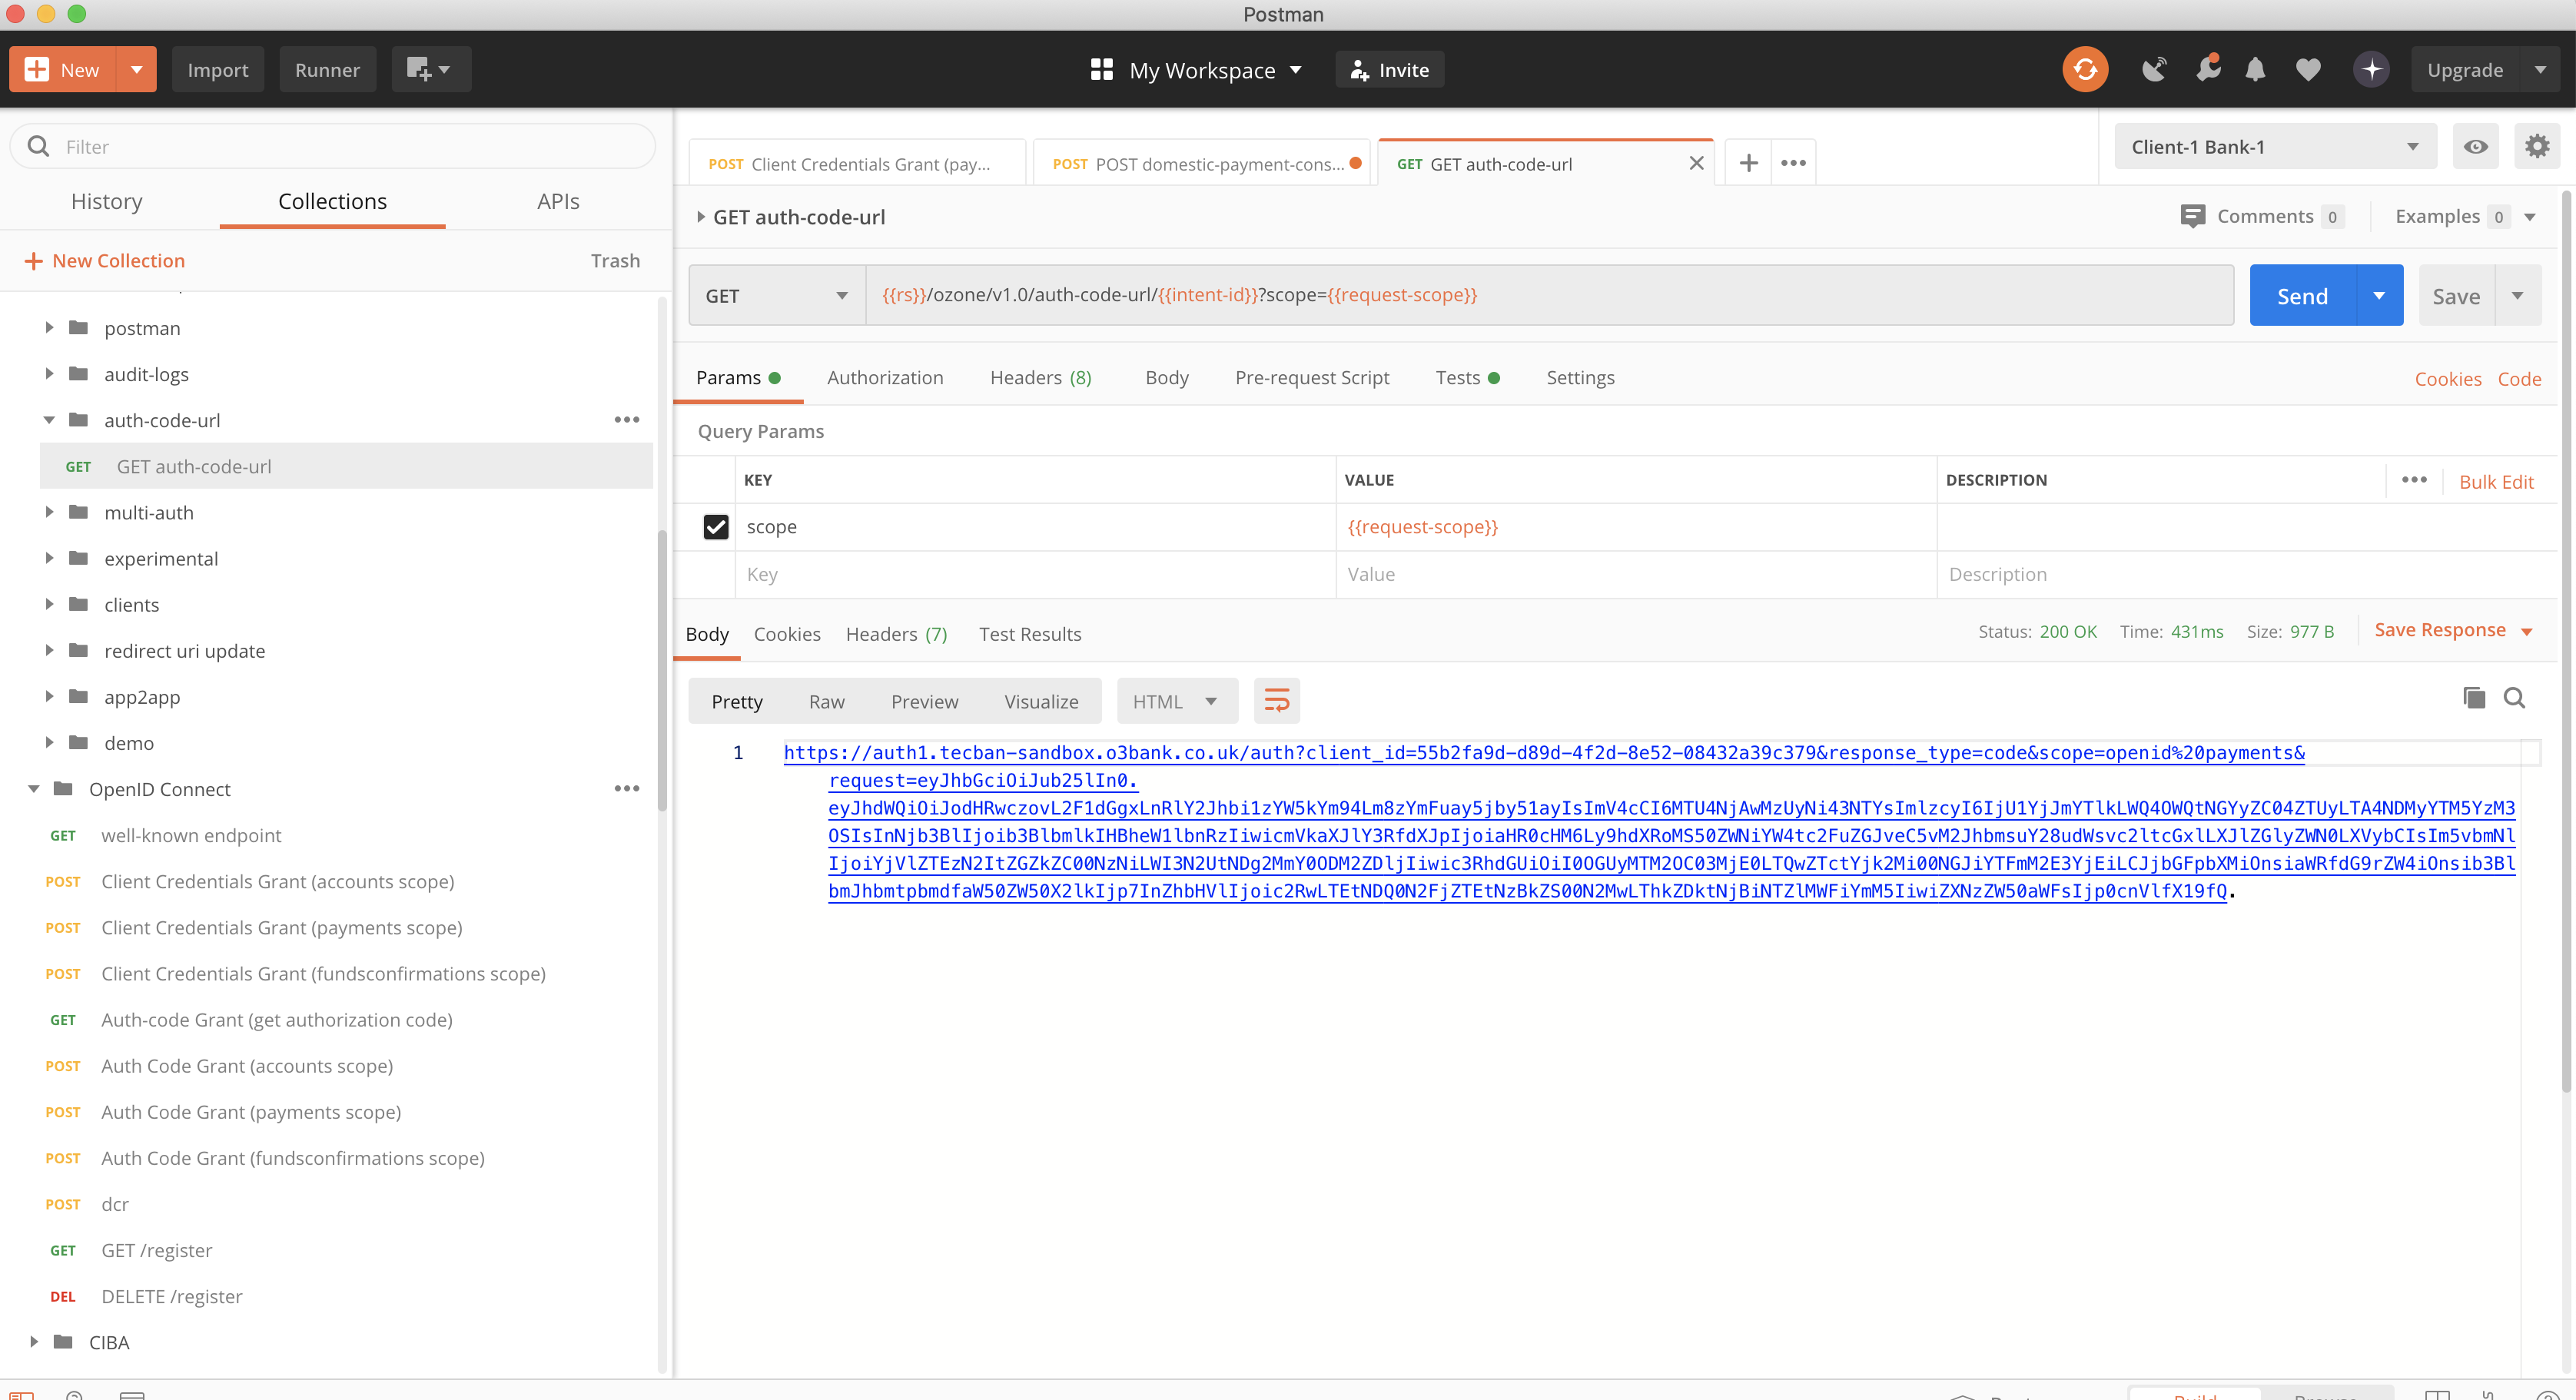 Postman
New
Import
Runner
My Workspace
Invite
Upgrade
Filter
History
Collections
APIs
New Collection
Trash
postman
audit-logs
auth-code-url
GET GET auth-code-url
multi-auth
experimental
clients
redirect uri update
app2app
demo
OpenID Connect
GET well-known endpoint
POST Client Credentials Grant (accounts scope)
POST Client Credentials Grant (payments scope)
POST Client Credentials Grant (fundsconfirmations scope)
GET Auth-code Grant (get authorization code)
POST Auth Code Grant (accounts scope)
POST Auth Code Grant (payments scope)
POST Auth Code Grant (fundsconfirmations scope)
POST dcr
GET GET /register
DEL DELETE /register
CIBA
POST Client Credentials Grant (pay...
POST POST domestic-payment-cons...
GET GET auth-code-url
Client-1 Bank-1
GET auth-code-url
Comments 0
Examples 0
GET
{{rs}}/ozone/v1.0/auth-code-url/{{intent-id}}?scope={{request-scope}}
Send
Save
Params
Authorization
Headers (8)
Body
Pre-request Script
Tests
Settings
Cookies
Code
Query Params
KEY
VALUE
DESCRIPTION
Bulk Edit
scope
{{request-scope}}
Key
Value
Description
Body
Cookies
Headers (7)
Test Results
Status: 200 OK
Time: 431ms
Size: 977 B
Save Response
Pretty
Raw
Preview
Visualize
HTML
1
https://auth1.tecban-sandbox.o3bank.co.uk/auth?client_id=55b2fa9d-d89d-4f2d-8e52-08432a39c379&response_type=code&scope=openid%20payments&
request=eyJhbGciOiJub25lIn0.
eyJhdWQiOiJodHRwczovL2F1dGgxLnRlY2Jhbi1zYW5kYm94Lm8zYmFuay5jby51ayIsImV4cCI6MTU4NjAwMzUyNi43NTYsImlzcyI6IjU1YjJmYTlkLWQ4OWQtNGYyZC04ZTUyLTA4NDMyYTM5YzM3
OSIsInNjb3BlIjoib3BlbmlkIHBheW1lbnRzIiwicmVkaXJlY3RfdXJpIjoiaHR0cHM6Ly9hdXRoMS50ZWNiYW4tc2FuZGJveC5vM2JhbmsuY28udWsvc2ltcGxlLXJlZGlyZWN0LXVybCIsIm5vbmNl
IjoiYjVlZTEzN2ItZGZkZC00NzNiLWI3N2UtNDg2MmY0ODM2ZDljIiwic3RhdGUiOiI0OGUyMTM2OC03MjE0LTQwZTctYjk2Mi00NGJiYTFmM2E3YjEiLCJjbGFpbXMiOnsiaWRfdG9rZW4iOnsib3Bl
bmJhbmtpbmdfaW50ZW50X2lkIjp7InZhbHVlIjoic2RwLTEtNDQ0N2FjZTEtNzBkZS00N2MwLThkZDktNjBiNTZlMWFiYmM5IiwiZXNzZW50aWFsIjp0cnVlfX19fQ.